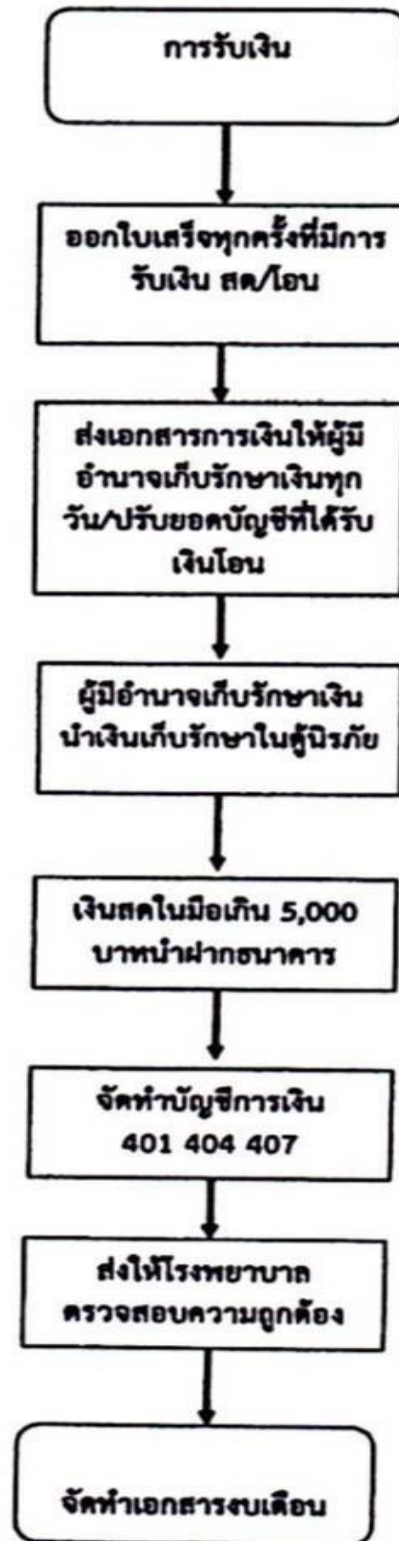 การรับเงิน
ออกใบเสร็จทุกครั้งที่มีการ
รับเงิน สด/โอน
ส่งเอกสารการเงินให้ผู้มี
อำนาจเก็บรักษาเงินทุก
วัน/ปรับยอดบัญชีที่ได้รับ
เงินโอน
ผู้มีอำนาจเก็บรักษาเงิน
นำเงินเก็บรักษาในตู้นิรภัย
เงินสดในมือเกิน 5,000
บาทนำฝากธนาคาร
จัดทำบัญชีการเงิน
401 404 407
ส่งให้โรงพยาบาล
ตรวจสอบความถูกต้อง
จัดทำเอกสารงบเดือน